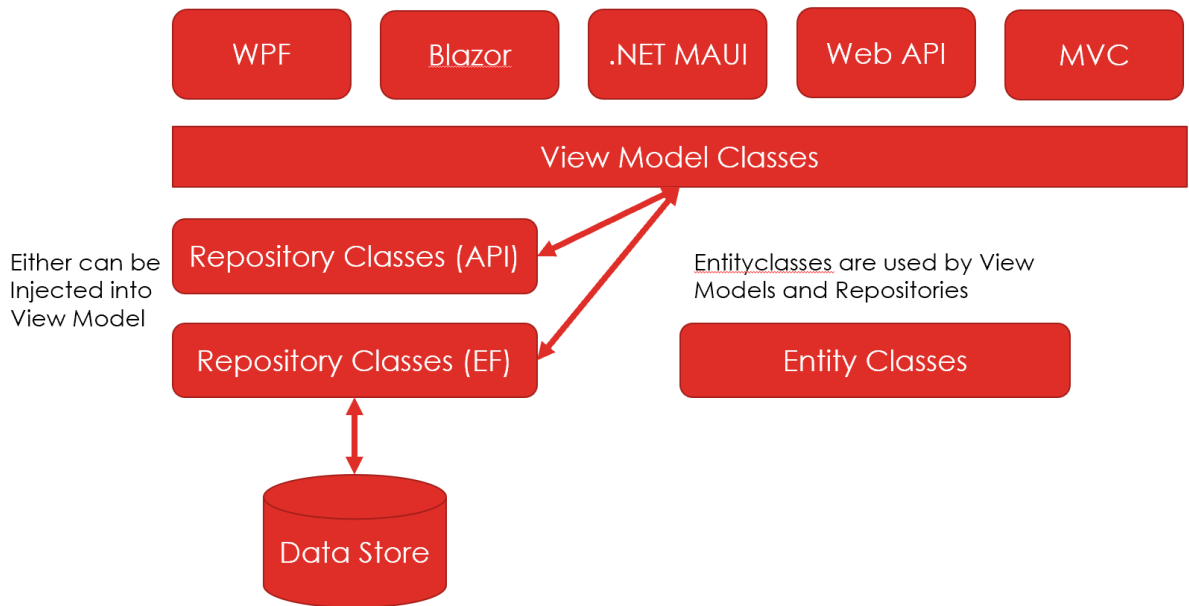 WPF
Blazor
.NET MAUI
Web API
MVC
View Model Classes
Repository Classes (API)
Either can be
Injected into
View Model
Entityclasses are used by View
Models and Repositories
Repository Classes (EF)
Entity Classes
Data Store